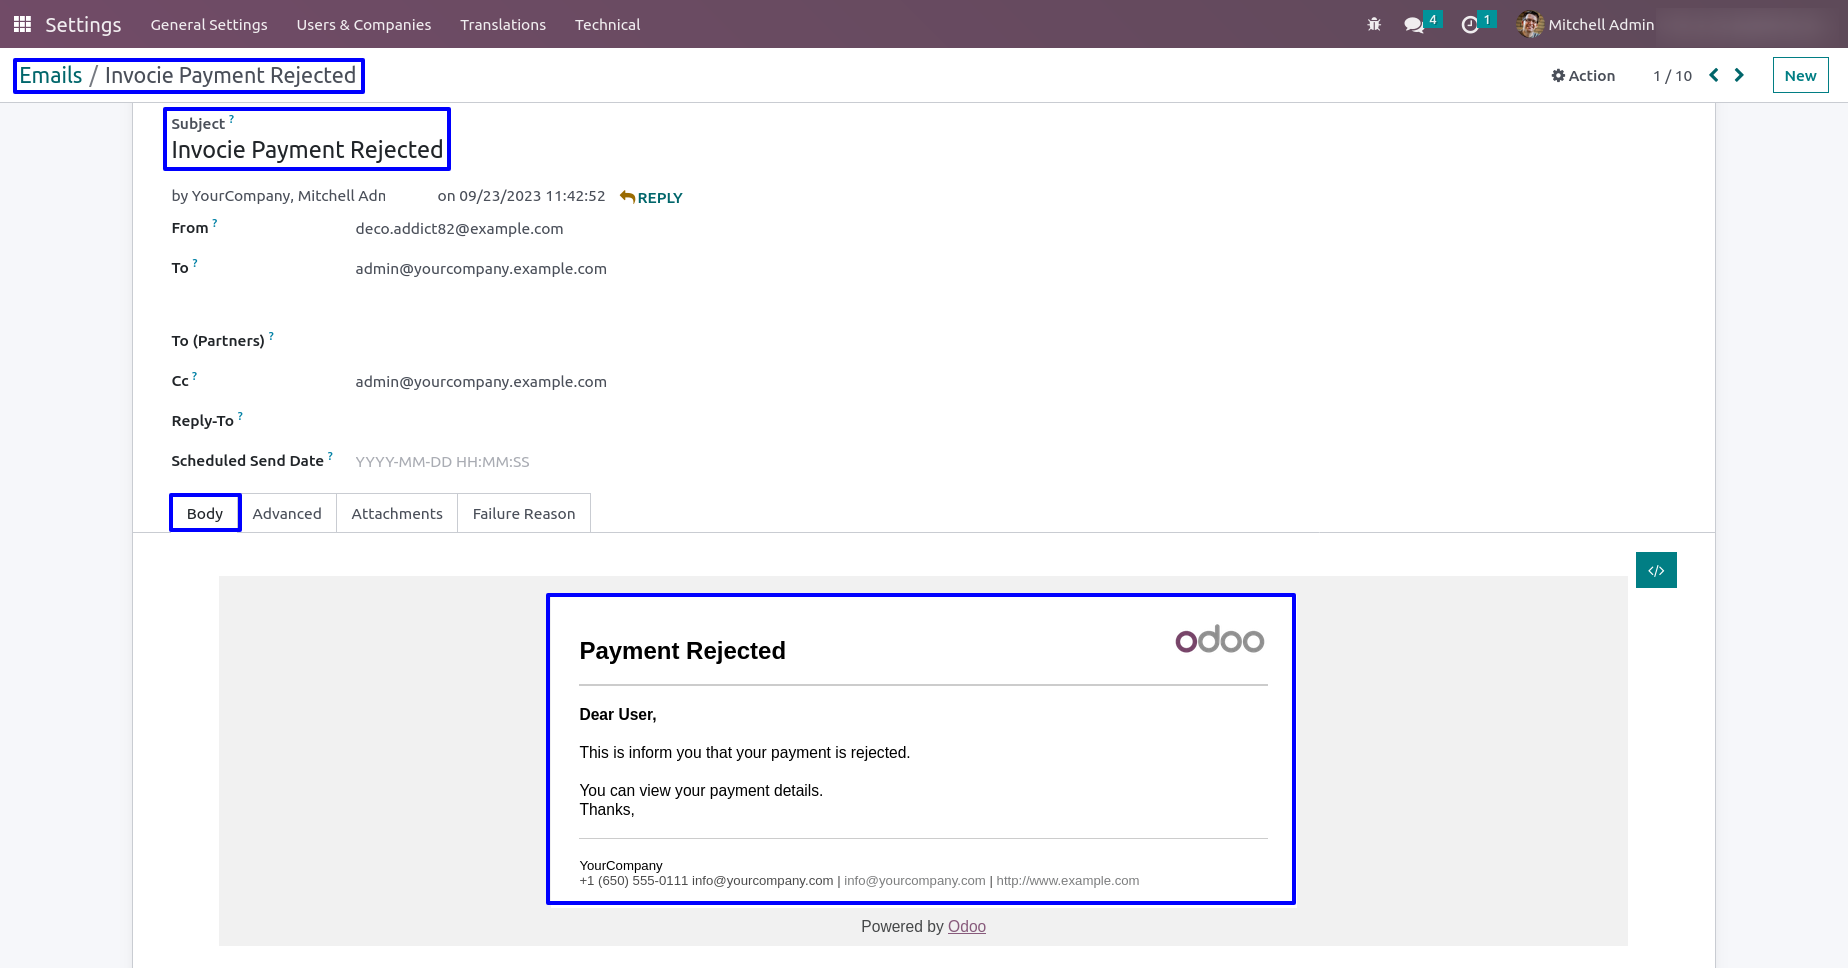 Settings General Settings Users & Companies Translations Technical 4 1 Mitchell Admin
Emails / Invocie Payment Rejected Action 1 / 10 New
Subject ?
Invocie Payment Rejected
by YourCompany, Mitchell Adn on 09/23/2023 11:42:52 REPLY
From ? deco.addict82@example.com
To ? admin@yourcompany.example.com
To (Partners) ?
Cc ? admin@yourcompany.example.com
Reply-To ?
Scheduled Send Date ? YYYY-MM-DD HH:MM:SS
Body Advanced Attachments Failure Reason
</>
Payment Rejected odoo
Dear User,
This is inform you that your payment is rejected.
You can view your payment details.
Thanks,
YourCompany
+1 (650) 555-0111 info@yourcompany.com | info@yourcompany.com | http://www.example.com
Powered by Odoo